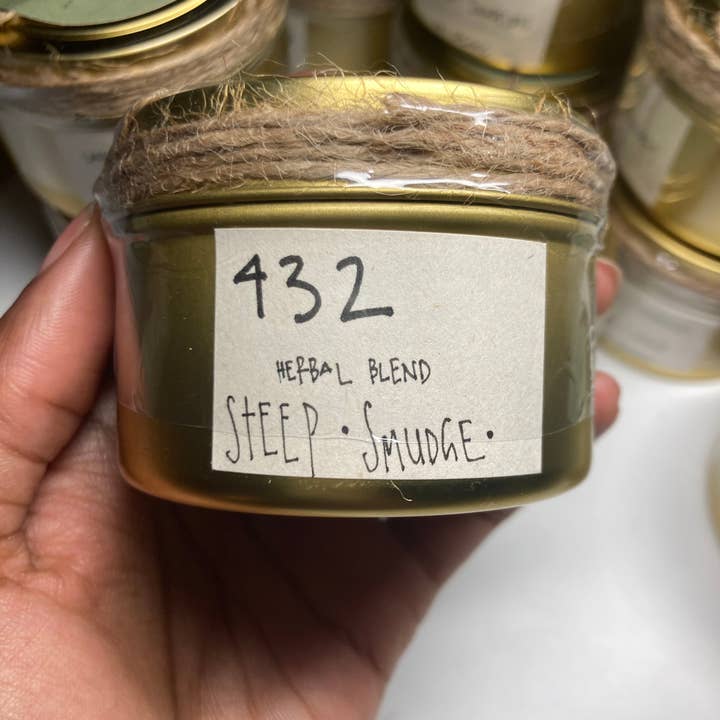 432
HERBAL BLEND
STEEP · SMUDGE ·